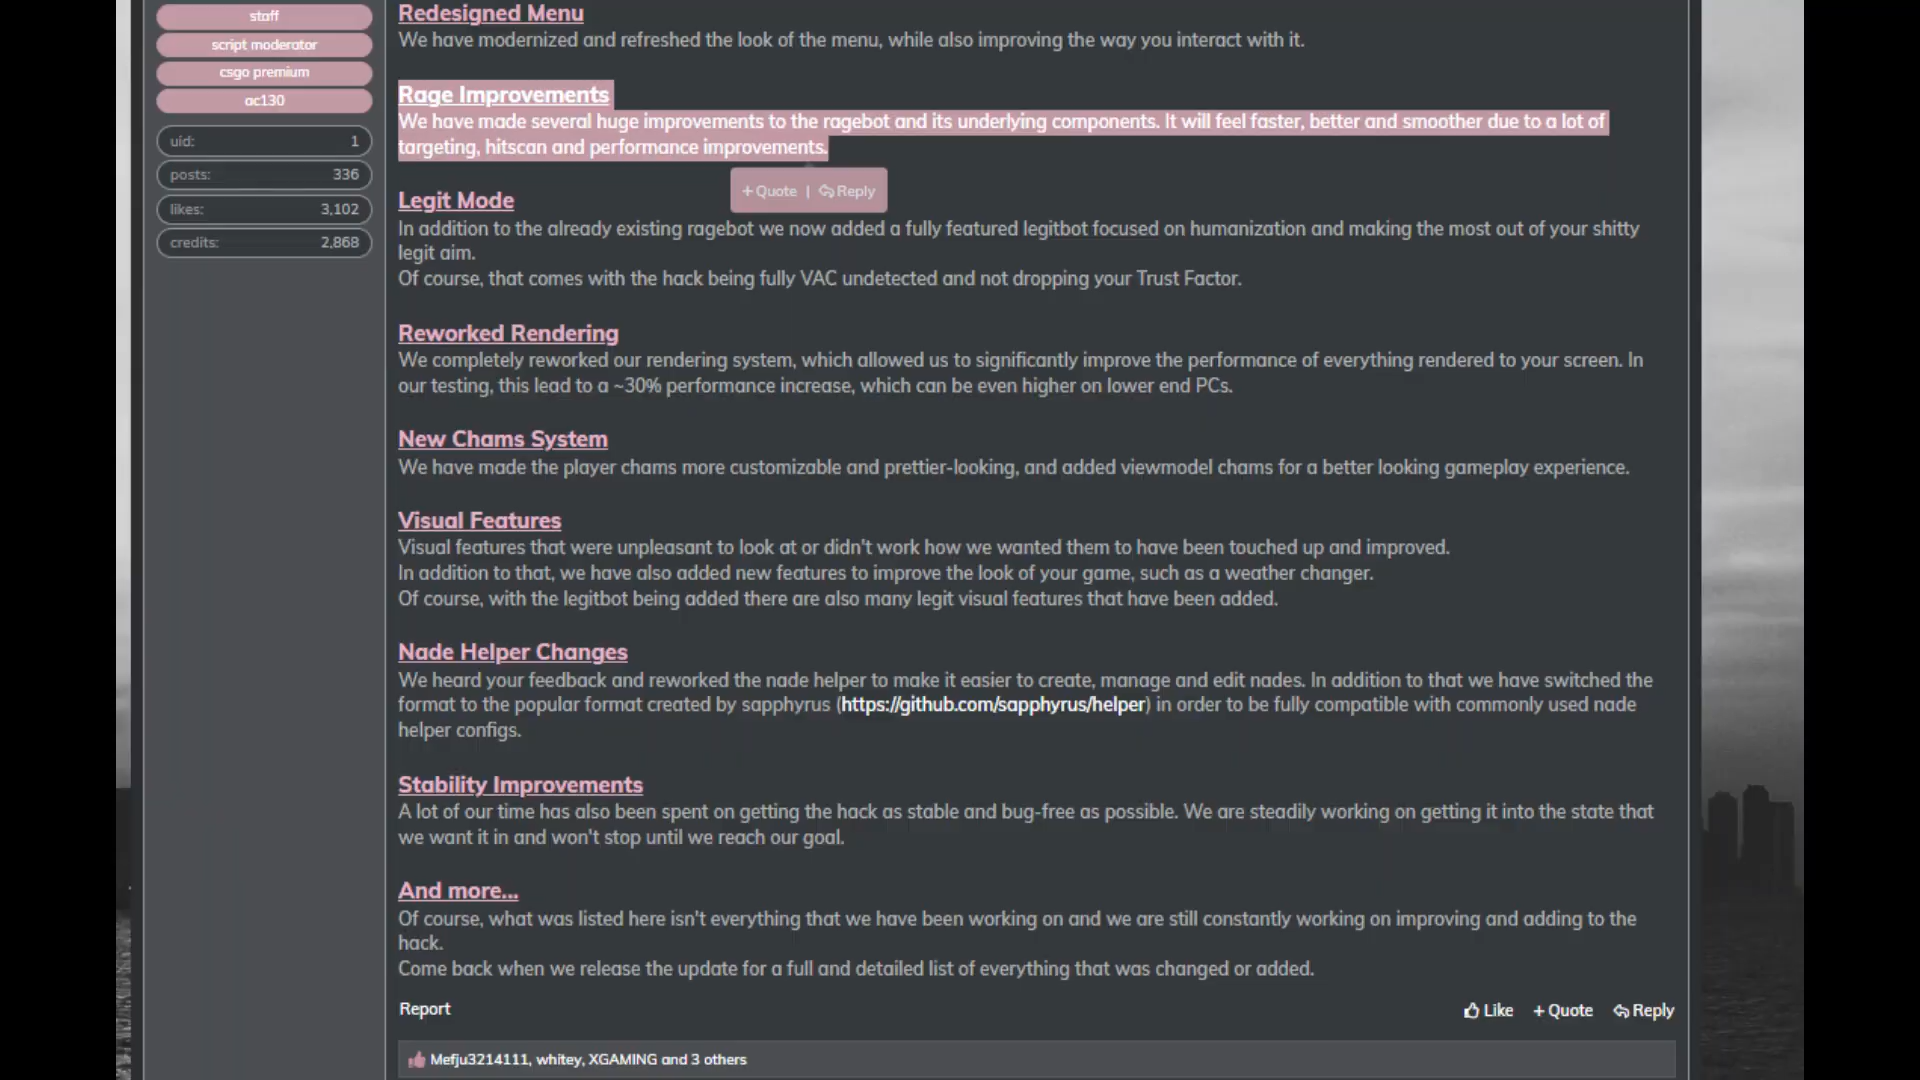 staff
script moderator
csgo premium
ac130
uid: 1
posts: 336
likes: 3,102
credits: 2,868
Redesigned Menu
We have modernized and refreshed the look of the menu, while also improving the way you interact with it.
Rage Improvements
We have made several huge improvements to the ragebot and its underlying components. It will feel faster, better and smoother due to a lot of
targeting, hitscan and performance improvements.
+ Quote | Reply
Legit Mode
In addition to the already existing ragebot we now added a fully featured legitbot focused on humanization and making the most out of your shitty
legit aim.
Of course, that comes with the hack being fully VAC undetected and not dropping your Trust Factor.
Reworked Rendering
We completely reworked our rendering system, which allowed us to significantly improve the performance of everything rendered to your screen. In
our testing, this lead to a ~30% performance increase, which can be even higher on lower end PCs.
New Chams System
We have made the player chams more customizable and prettier-looking, and added viewmodel chams for a better looking gameplay experience.
Visual Features
Visual features that were unpleasant to look at or didn't work how we wanted them to have been touched up and improved.
In addition to that, we have also added new features to improve the look of your game, such as a weather changer.
Of course, with the legitbot being added there are also many legit visual features that have been added.
Nade Helper Changes
We heard your feedback and reworked the nade helper to make it easier to create, manage and edit nades. In addition to that we have switched the
format to the popular format created by sapphyrus (https://github.com/sapphyrus/helper) in order to be fully compatible with commonly used nade
helper configs.
Stability Improvements
A lot of our time has also been spent on getting the hack as stable and bug-free as possible. We are steadily working on getting it into the state that
we want it in and won't stop until we reach our goal.
And more...
Of course, what was listed here isn't everything that we have been working on and we are still constantly working on improving and adding to the
hack.
Come back when we release the update for a full and detailed list of everything that was changed or added.
Report
Like + Quote Reply
Mefju3214111, whitey, XGAMING and 3 others